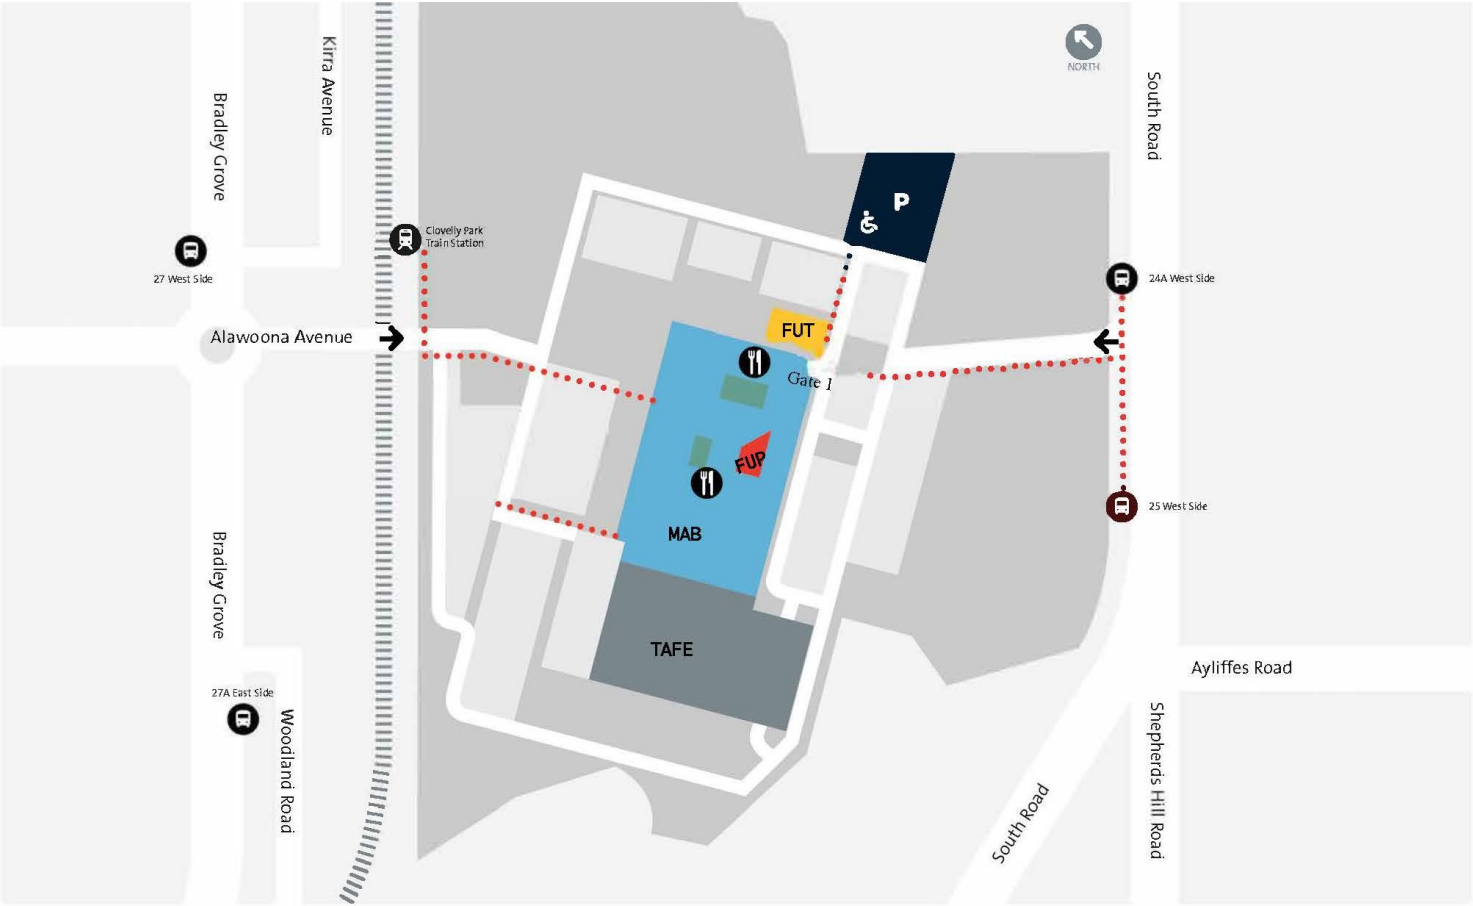 NORTH
Kirra Avenue
South Road
Bradley Grove
P
Clovelly Park
Train Station
27 West Side
24A West Side
FUT
Alawoona Avenue
Gate 1
FUP
25 West Side
MAB
Bradley Grove
TAFE
Ayliffes Road
27A East Side
Woodland Road
Shepherds Hill Road
South Road